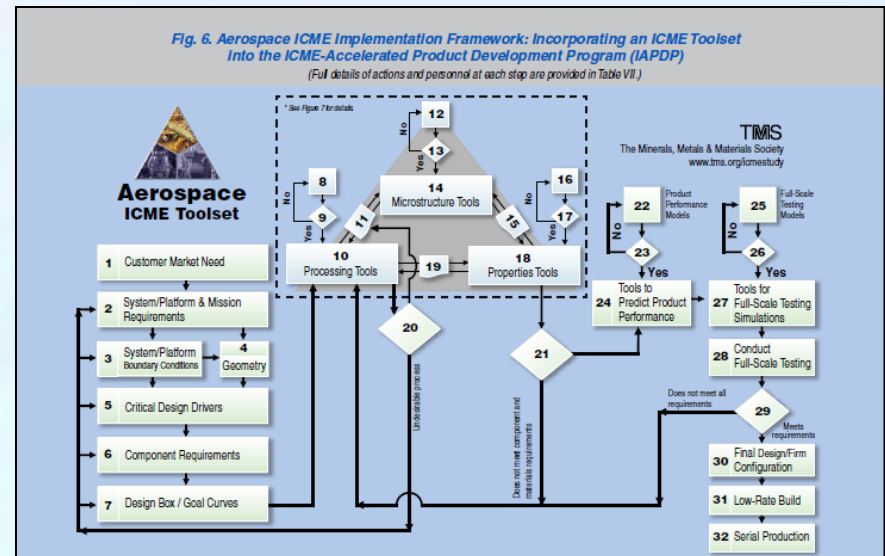 Fig. 6. Aerospace ICME Implementation Framework: Incorporating an ICME Toolset
into the ICME-Accelerated Product Development Program (IAPDP)
(Full details of actions and personnel at each step are provided in Table VII.)
* See Figure 7 for details.
TMS
The Minerals, Metals & Materials Society
www.tms.org/icmestudy
Aerospace
ICME Toolset
1 Customer Market Need
2 System/Platform & Mission
Requirements
3 System/Platform
Boundary Conditions
4
Geometry
5 Critical Design Drivers
6 Component Requirements
7 Design Box / Goal Curves
8
No
9
Yes
10
Processing Tools
11
12
No
13
Yes
14
Microstructure Tools
15
16
No
17
Yes
18
Properties Tools
19
20
Undesirable process
21
Does not meet component and
materials requirements
22
Product
Performance
Models
No
23
Yes
24 Tools to
Predict Product
Performance
25
Full-Scale
Testing
Models
No
26
Yes
27 Tools for
Full-Scale Testing
Simulations
28 Conduct
Full-Scale Testing
Does not meet all
requirements
29
Meets
requirements
30 Final Design/Firm
Configuration
31 Low-Rate Build
32 Serial Production